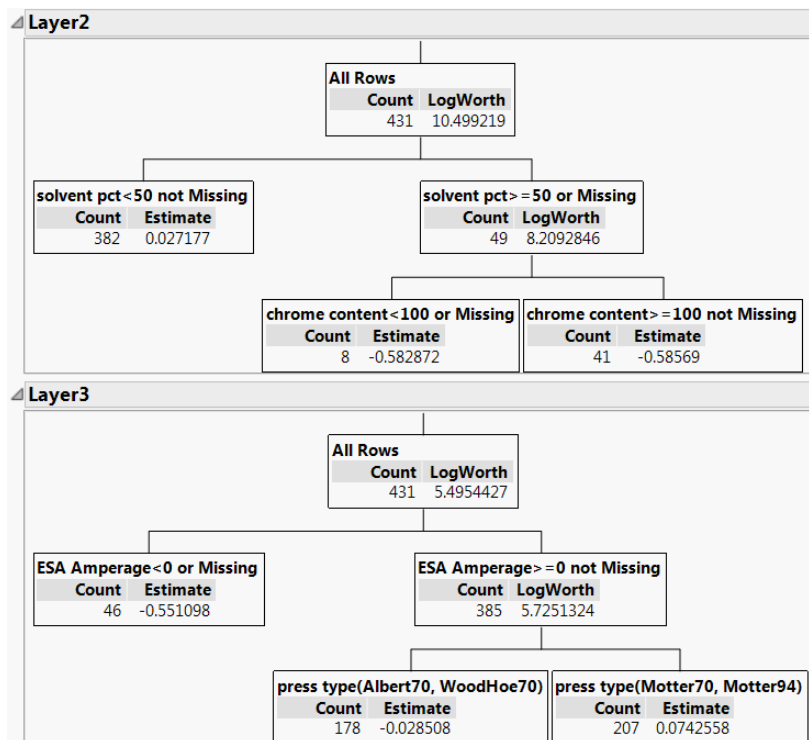 Layer2
All Rows
Count LogWorth
431 10.499219
solvent pct<50 not Missing
Count Estimate
382 0.027177
solvent pct>=50 or Missing
Count LogWorth
49 8.2092846
chrome content<100 or Missing
Count Estimate
8 -0.582872
chrome content>=100 not Missing
Count Estimate
41 -0.58569
Layer3
All Rows
Count LogWorth
431 5.4954427
ESA Amperage<0 or Missing
Count Estimate
46 -0.551098
ESA Amperage>=0 not Missing
Count LogWorth
385 5.7251324
press type(Albert70, WoodHoe70)
Count Estimate
178 -0.028508
press type(Motter70, Motter94)
Count Estimate
207 0.0742558